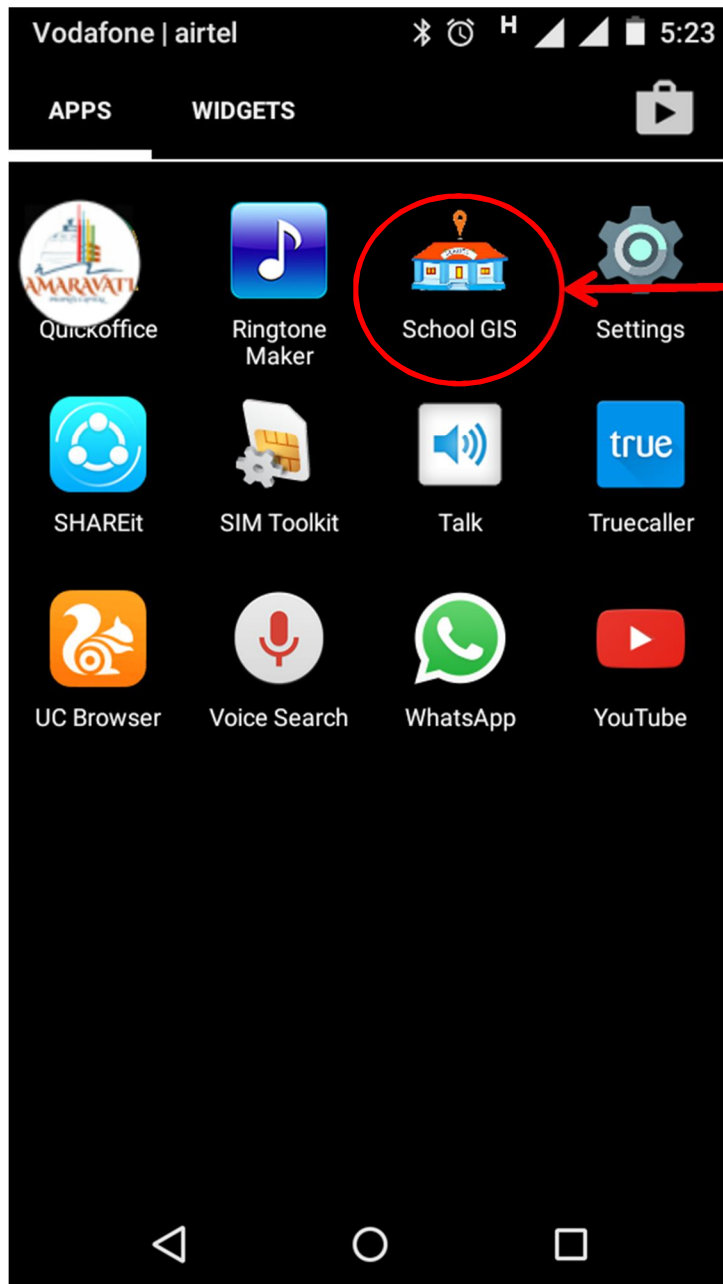 Vodafone | airtel H 5:23
APPS WIDGETS
AMARAVATI
Quickoffice Ringtone Maker School GIS Settings
true
SHAREit SIM Toolkit Talk Truecaller
UC Browser Voice Search WhatsApp YouTube